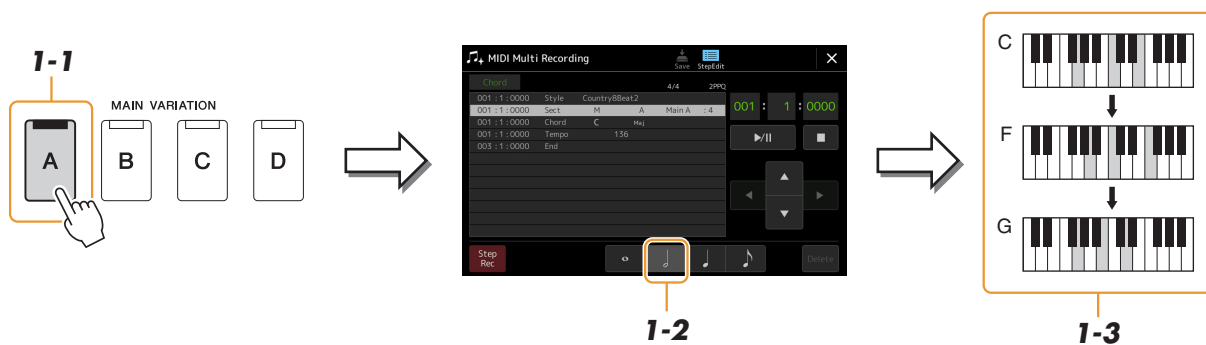 1-1
MAIN VARIATION
A B C D
MIDI Multi Recording
Save StepEdit
Chord
4/4 2PPQ
001 : 1 : 0000 Style Country8Beat2
001 : 1 : 0000 Sect M A Main A : 4
001 : 1 : 0000 Chord C Maj
001 : 1 : 0000 Tempo 136
003 : 1 : 0000 End
001 : 1 : 0000
Step
Rec
Delete
1-2
C
F
G
1-3